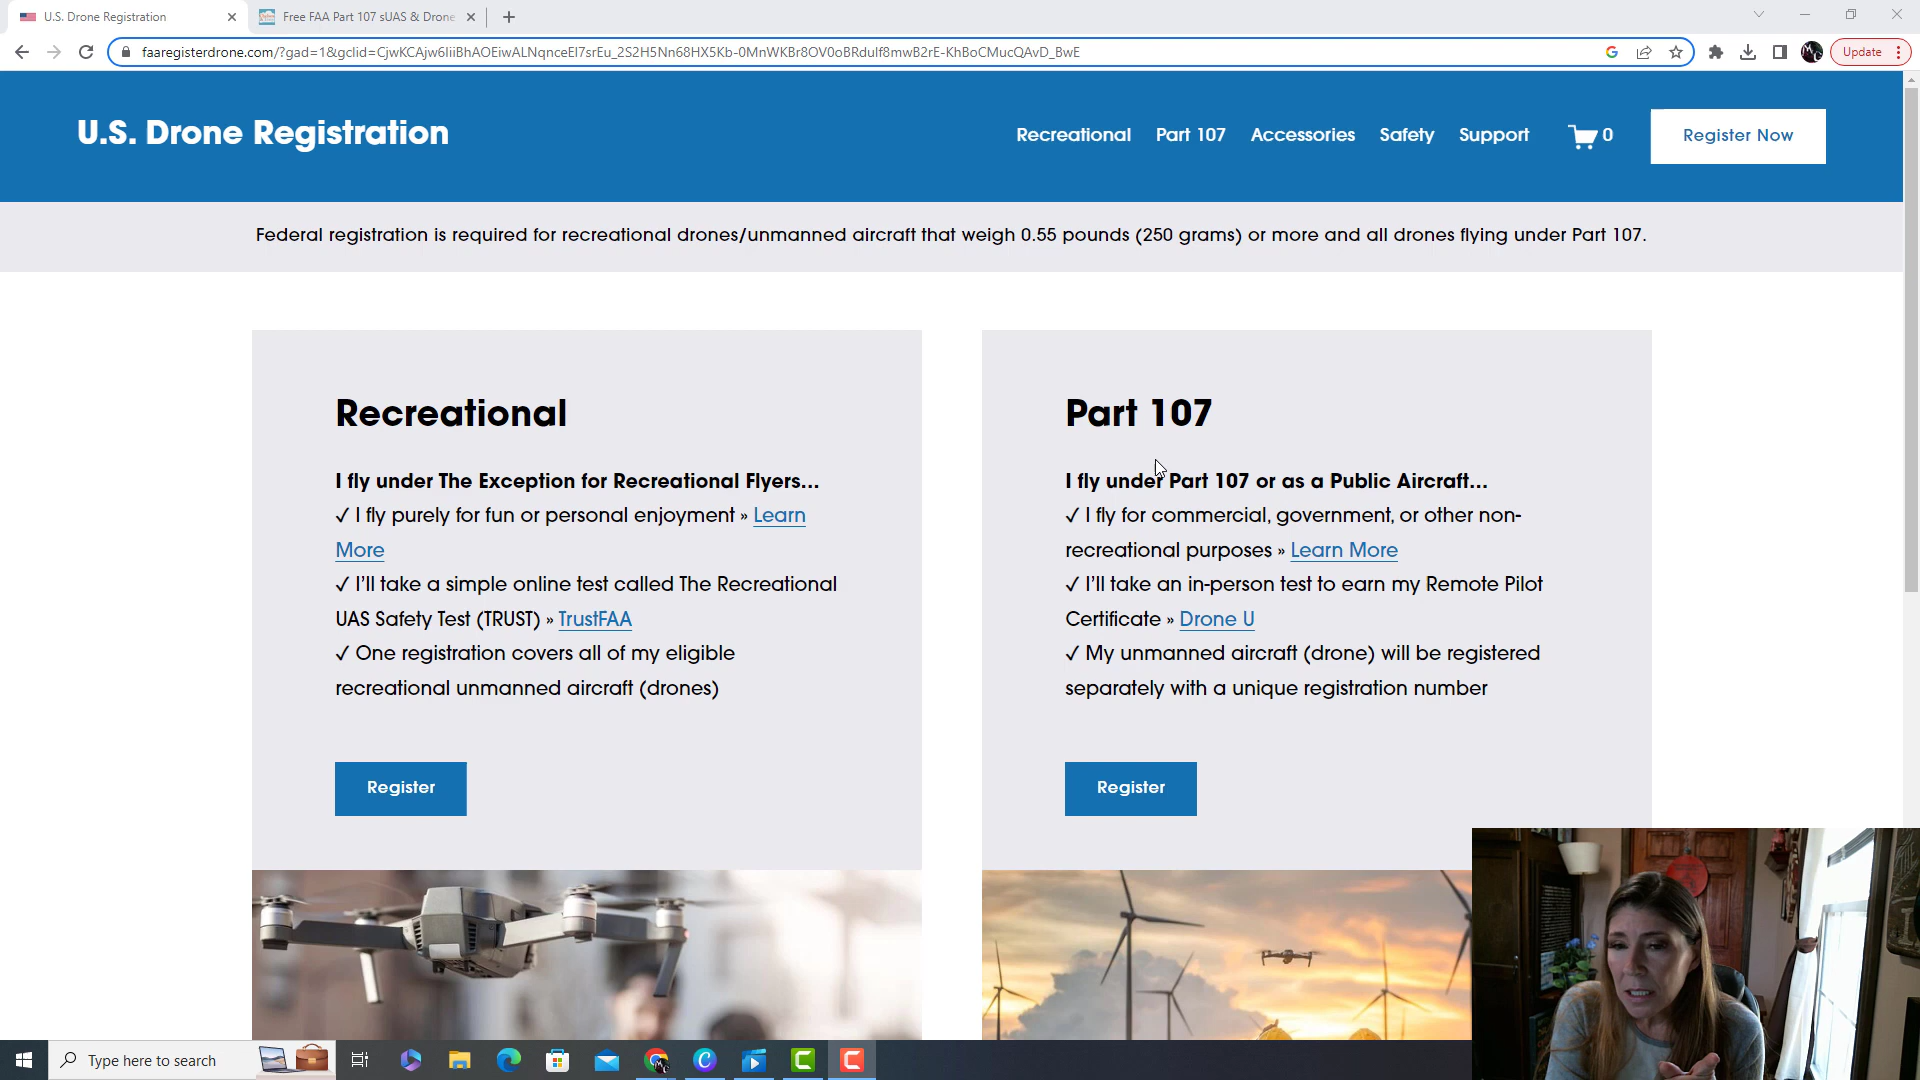 U.S. Drone Registration
Free FAA Part 107 sUAS & Drone
faaregisterdrone.com/?gad=1&gclid=CjwKCAjw6IiiBhAOEiwALNqnceEI7srEu_2S2H5Nn68HX5Kb-0MnWKBr8OV0oBRdulf8mwB2rE-KhBoCMucQAvD_BwE
Update
U.S. Drone Registration
Recreational
Part 107
Accessories
Safety
Support
0
Register Now
Federal registration is required for recreational drones/unmanned aircraft that weigh 0.55 pounds (250 grams) or more and all drones flying under Part 107.
Recreational
I fly under The Exception for Recreational Flyers...
✓ I fly purely for fun or personal enjoyment » Learn
More
✓ I'll take a simple online test called The Recreational
UAS Safety Test (TRUST) » TrustFAA
✓ One registration covers all of my eligible
recreational unmanned aircraft (drones)
Register
Part 107
I fly under Part 107 or as a Public Aircraft...
✓ I fly for commercial, government, or other non-
recreational purposes » Learn More
✓ I'll take an in-person test to earn my Remote Pilot
Certificate » Drone U
✓ My unmanned aircraft (drone) will be registered
separately with a unique registration number
Register
Type here to search